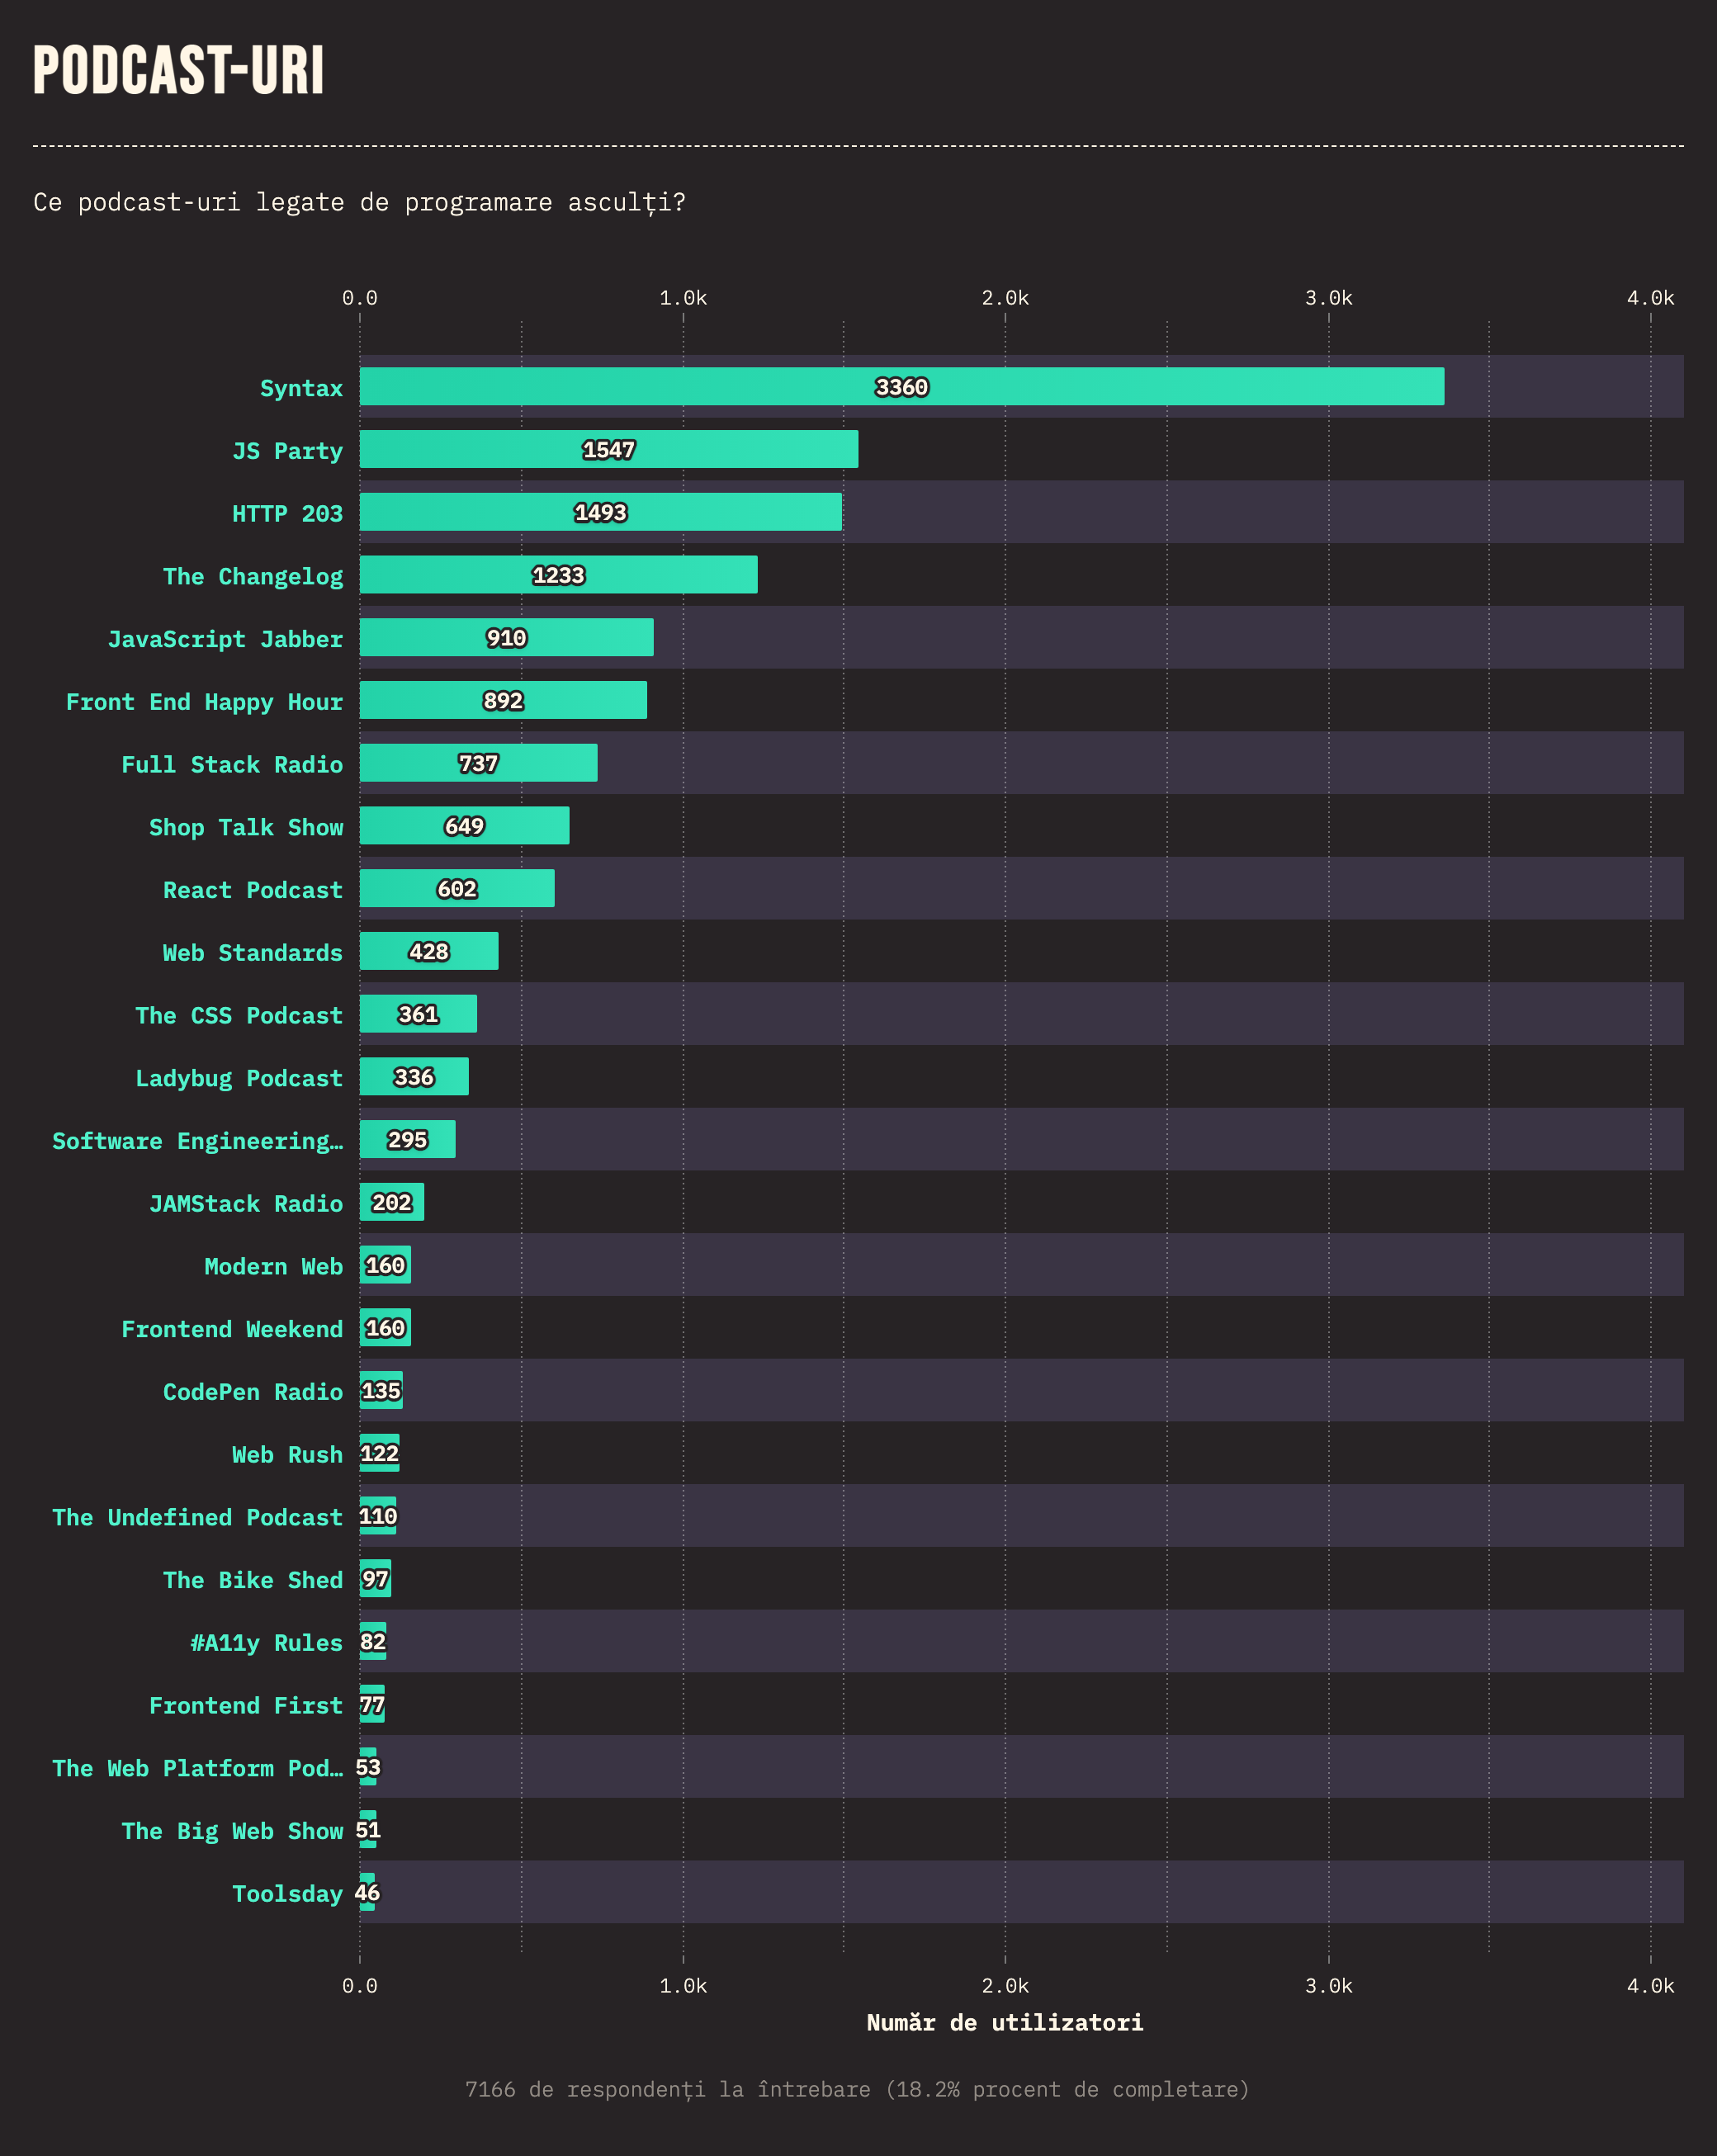 PODCAST-URI
Ce podcast-uri legate de programare asculți?
0.0 1.0k 2.0k 3.0k 4.0k
Syntax 3360
JS Party 1547
HTTP 203 1493
The Changelog 1233
JavaScript Jabber 910
Front End Happy Hour 892
Full Stack Radio 737
Shop Talk Show 649
React Podcast 602
Web Standards 428
The CSS Podcast 361
Ladybug Podcast 336
Software Engineering… 295
JAMStack Radio 202
Modern Web 160
Frontend Weekend 160
CodePen Radio 135
Web Rush 122
The Undefined Podcast 110
The Bike Shed 97
#A11y Rules 82
Frontend First 77
The Web Platform Pod… 53
The Big Web Show 51
Toolsday 46
0.0 1.0k 2.0k 3.0k 4.0k
Număr de utilizatori
7166 de respondenți la întrebare (18.2% procent de completare)